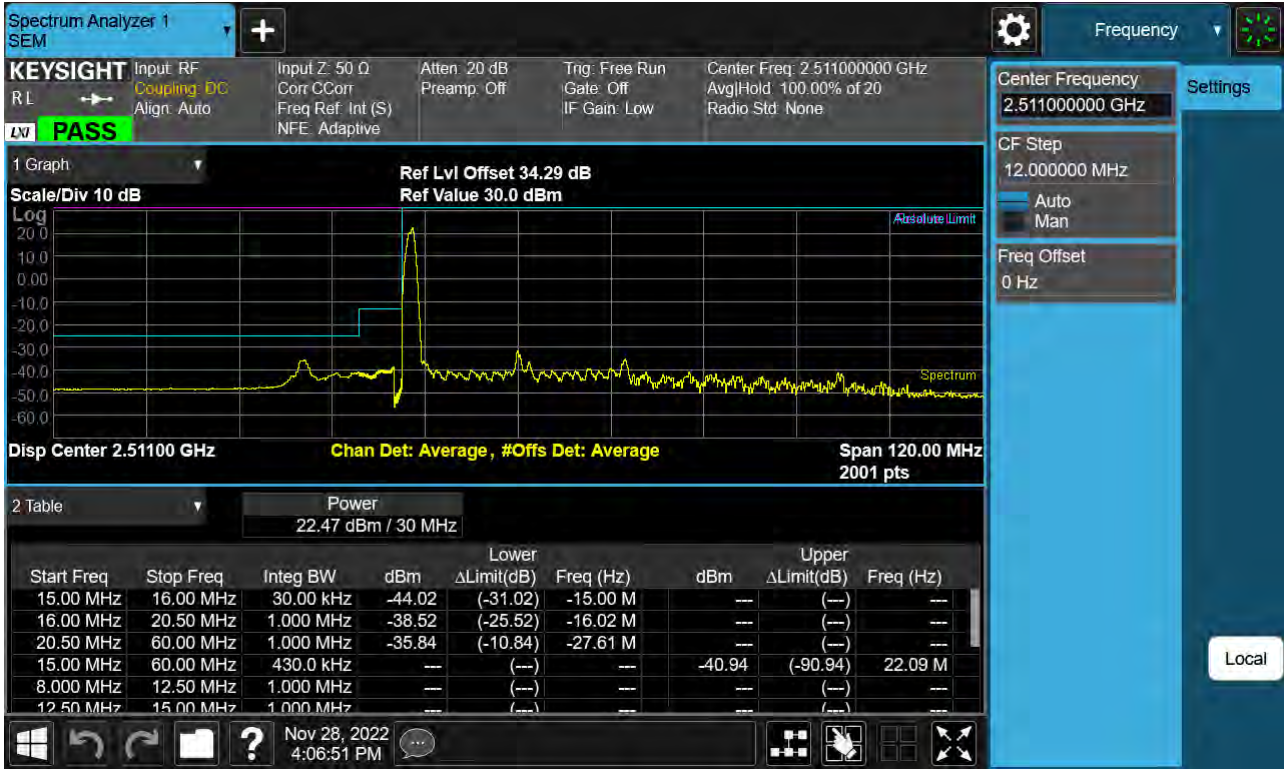 Spectrum Analyzer 1
SEM
+
Frequency
KEYSIGHT
R L
LXI
PASS
Input: RF
Coupling: DC
Align: Auto
Input Z: 50 Ω
Corr CCorr
Freq Ref: Int (S)
NFE: Adaptive
Atten: 20 dB
Preamp: Off
Trig: Free Run
Gate: Off
IF Gain: Low
Center Freq: 2.511000000 GHz
Avg|Hold: 100.00% of 20
Radio Std: None
Center Frequency
2.511000000 GHz
Settings
CF Step
12.000000 MHz
Auto
Man
Freq Offset
0 Hz
Local
1 Graph
Scale/Div 10 dB
Ref Lvl Offset 34.29 dB
Ref Value 30.0 dBm
Log
20.0
10.0
0.00
-10.0
-20.0
-30.0
-40.0
-50.0
-60.0
Absolute Limit
Spectrum
Disp Center 2.51100 GHz
Chan Det: Average, #Offs Det: Average
Span 120.00 MHz
2001 pts
2 Table
Power
22.47 dBm / 30 MHz
Lower Upper
Start Freq Stop Freq Integ BW dBm ΔLimit(dB) Freq (Hz) dBm ΔLimit(dB) Freq (Hz)
15.00 MHz 16.00 MHz 30.00 kHz -44.02 (-31.02) -15.00 M --- (---) ---
16.00 MHz 20.50 MHz 1.000 MHz -38.52 (-25.52) -16.02 M --- (---) ---
20.50 MHz 60.00 MHz 1.000 MHz -35.84 (-10.84) -27.61 M --- (---) ---
15.00 MHz 60.00 MHz 430.0 kHz --- (---) --- -40.94 (-90.94) 22.09 M
8.000 MHz 12.50 MHz 1.000 MHz --- (---) --- --- (---) ---
12.50 MHz 15.00 MHz 1.000 MHz --- (---) --- --- (---) ---
?
Nov 28, 2022
4:06:51 PM